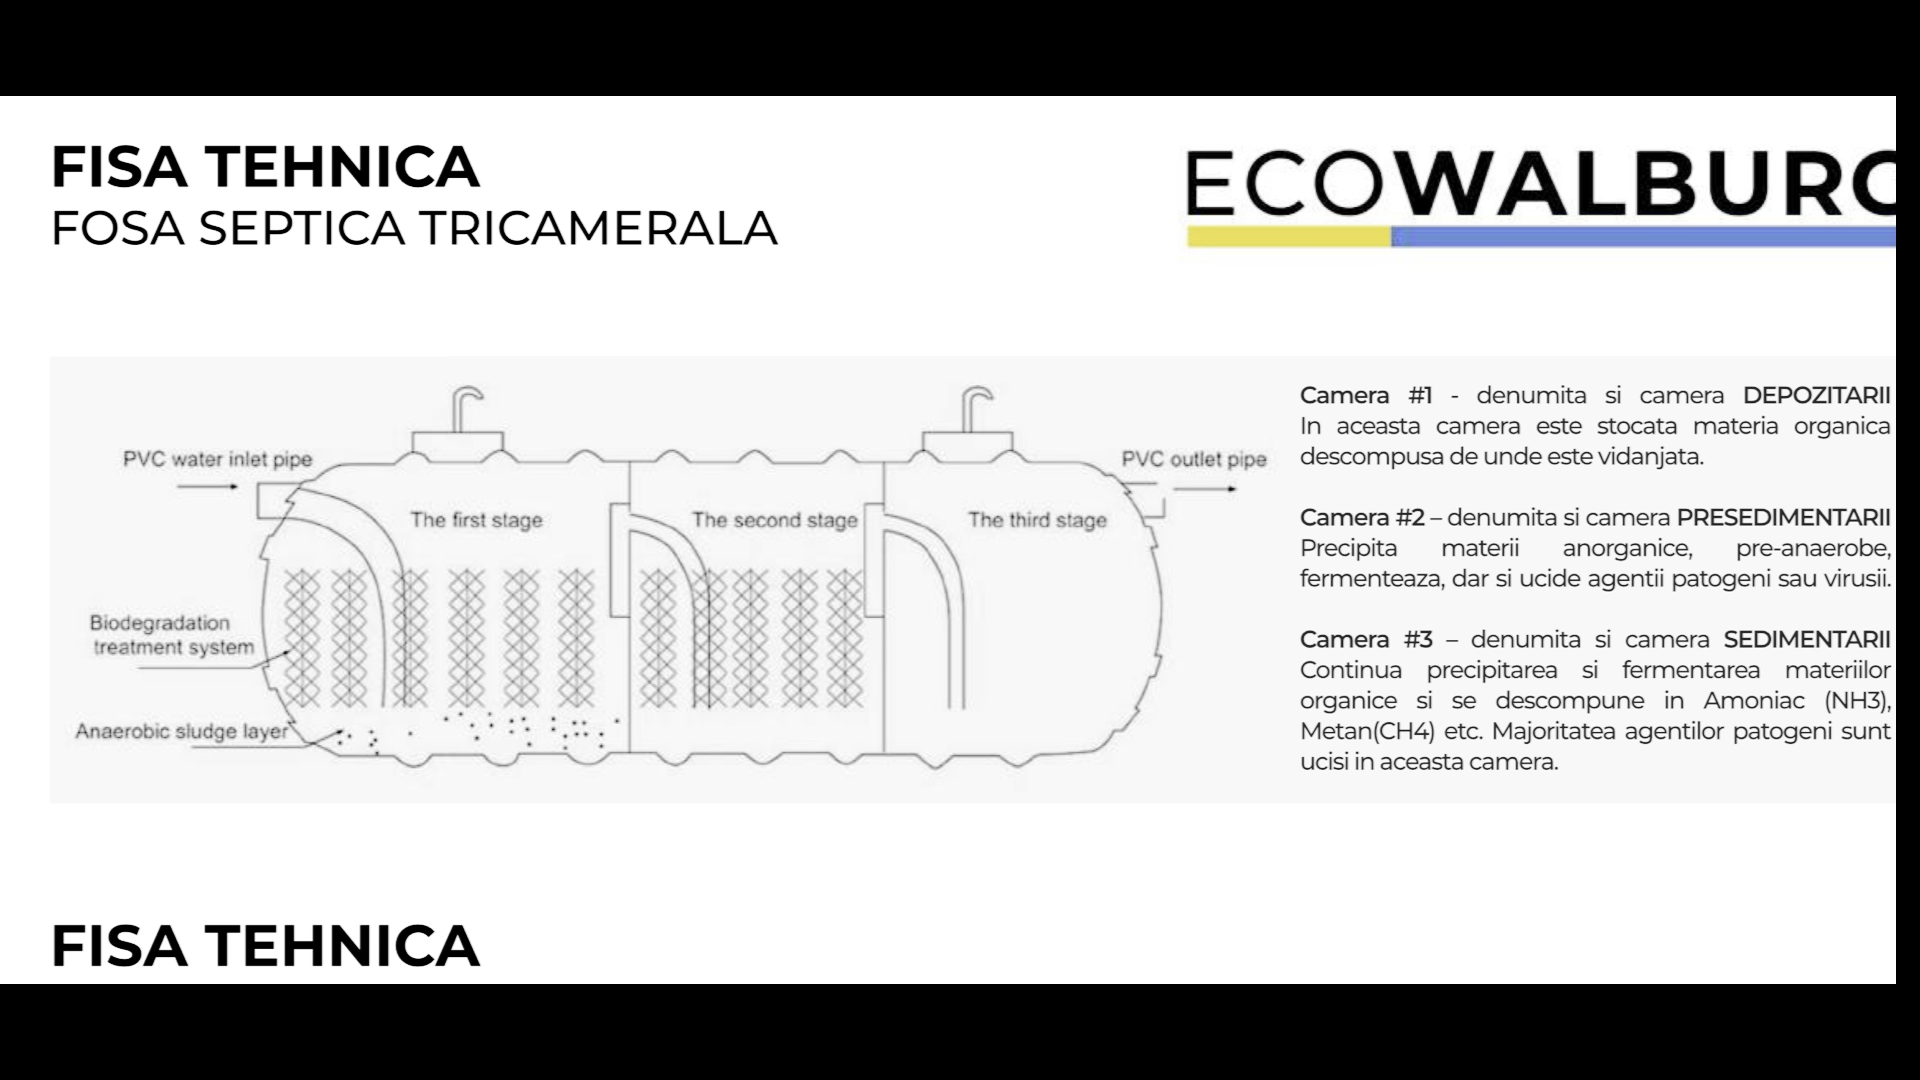 FISA TEHNICA
FOSA SEPTICA TRICAMERALA
ECOWALBURG
PVC water inlet pipe
PVC outlet pipe
The first stage
The second stage
The third stage
Biodegradation
treatment system
Anaerobic sludge layer
Camera #1 - denumita si camera DEPOZITARII
In aceasta camera este stocata materia organica
descompusa de unde este vidanjata.
Camera #2 – denumita si camera PRESEDIMENTARII
Precipita materii anorganice, pre-anaerobe,
fermenteaza, dar si ucide agentii patogeni sau virusii.
Camera #3 – denumita si camera SEDIMENTARII
Continua precipitarea si fermentarea materiilor
organice si se descompune in Amoniac (NH3),
Metan(CH4) etc. Majoritatea agentilor patogeni sunt
ucisi in aceasta camera.
FISA TEHNICA